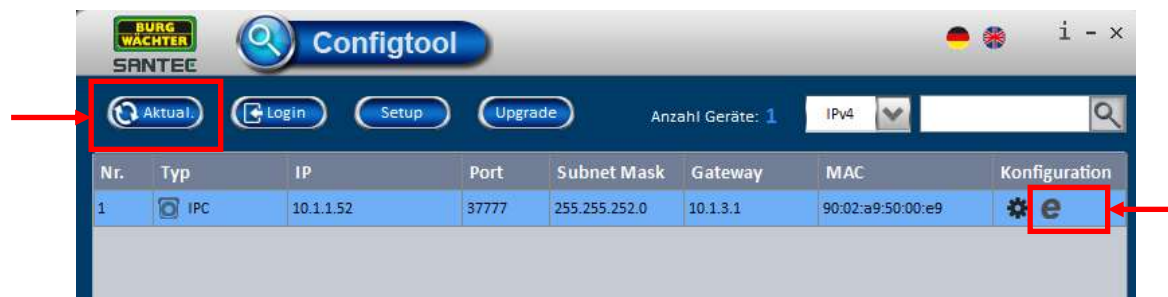 BURG
WÄCHTER
SANTEC
Configtool
i - ×
Aktual. Login Setup Upgrade Anzahl Geräte: 1 IPv4
Nr. Typ IP Port Subnet Mask Gateway MAC Konfiguration
1 IPC 10.1.1.52 37777 255.255.252.0 10.1.3.1 90:02:a9:50:00:e9 e